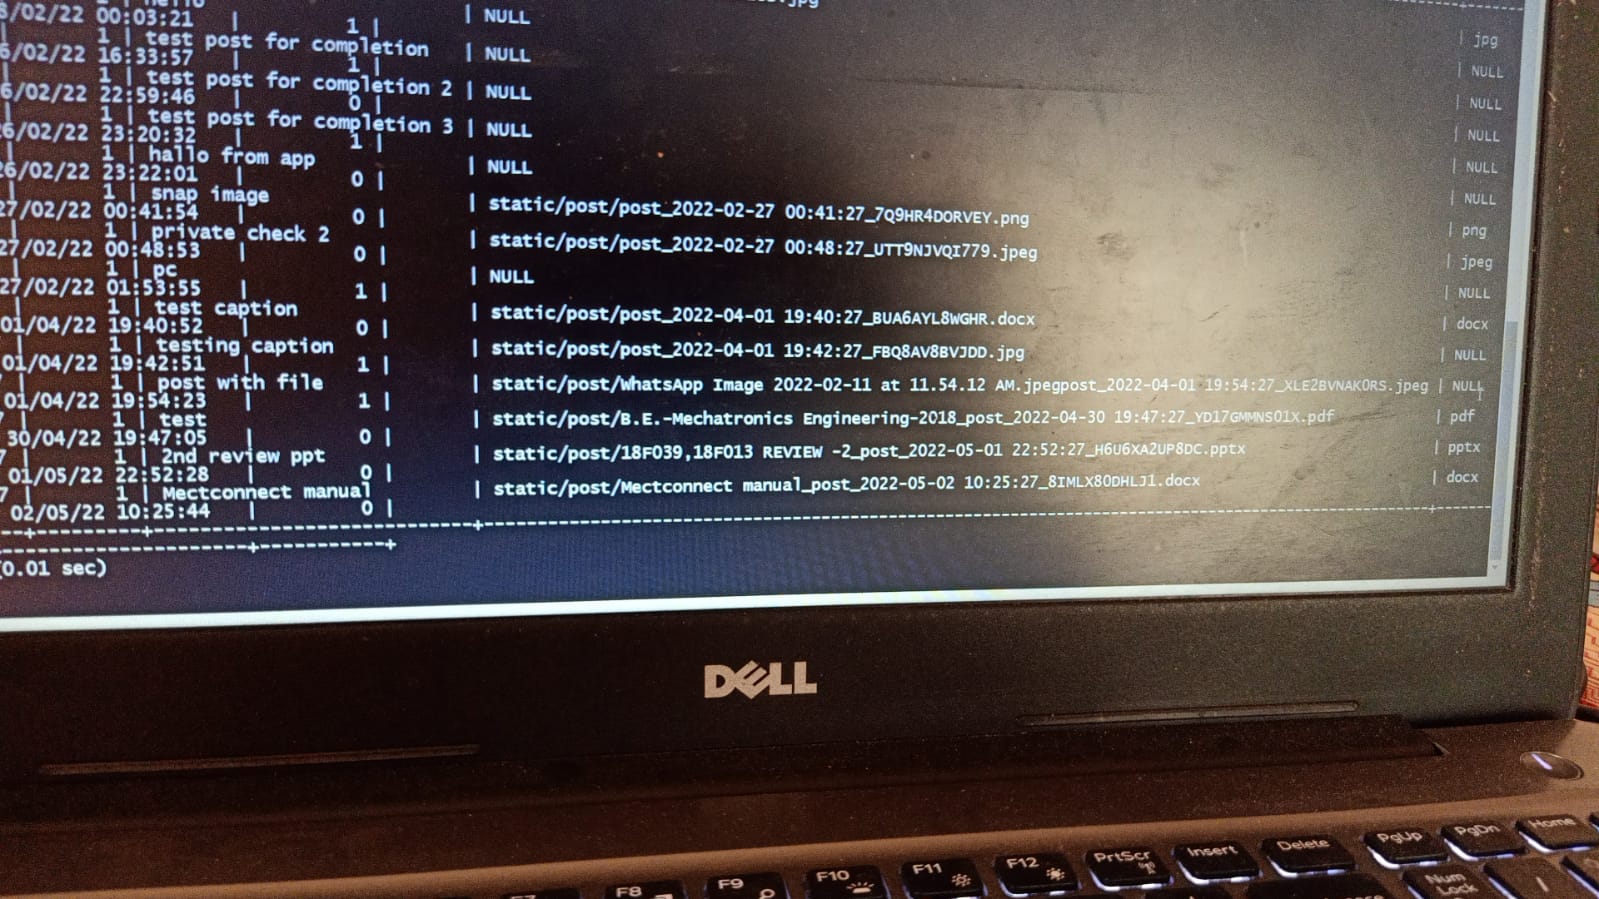 /02/22 00:03:21 | 1 |
1 | test post for completion | NULL | jpg
6/02/22 16:33:57 | 1 |
1 | test post for completion 2 | NULL | NULL
6/02/22 22:59:46 | 0 |
1 | test post for completion 3 | NULL | NULL
26/02/22 23:20:32 | 1 |
1 | hallo from app | NULL | NULL
26/02/22 23:22:01 | 0 |
1 | snap image | static/post/post_2022-02-27 00:41:27_7Q9HR4DORVEY.png | png
27/02/22 00:41:54 | 0 |
1 | private check 2 | static/post/post_2022-02-27 00:48:27_UTT9NJVQI779.jpeg | jpeg
27/02/22 00:48:53 | 0 |
1 | pc | NULL | NULL
27/02/22 01:53:55 | 1 |
1 | test caption | static/post/post_2022-04-01 19:40:27_BUA6AYL8WGHR.docx | docx
01/04/22 19:40:52 | 0 |
1 | testing caption | static/post/post_2022-04-01 19:42:27_FBQ8AV8BVJDD.jpg | NULL
01/04/22 19:42:51 | 1 |
1 | post with file | static/post/WhatsApp Image 2022-02-11 at 11.54.12 AM.jpegpost_2022-04-01 19:54:27_XLE2BVNAK0RS.jpeg | NULL
01/04/22 19:54:23 | 1 |
1 | test | static/post/B.E.-Mechatronics Engineering-2018_post_2022-04-30 19:47:27_YD17GMMNS01X.pdf | pdf
30/04/22 19:47:05 | 0 |
1 | 2nd review ppt | static/post/18F039,18F013 REVIEW -2_post_2022-05-01 22:52:27_H6U6XA2UP8DC.pptx | pptx
01/05/22 22:52:28 | 0 |
7 | 1 | Mectconnect manual | static/post/Mectconnect manual_post_2022-05-02 10:25:27_8IMLX80DHLJ1.docx | docx
02/05/22 10:25:44 | 0 |
(0.01 sec)
DELL
F8 F9 F10 F11 F12 PrtScr Insert Delete PgUp PgDn Home
Num Lock